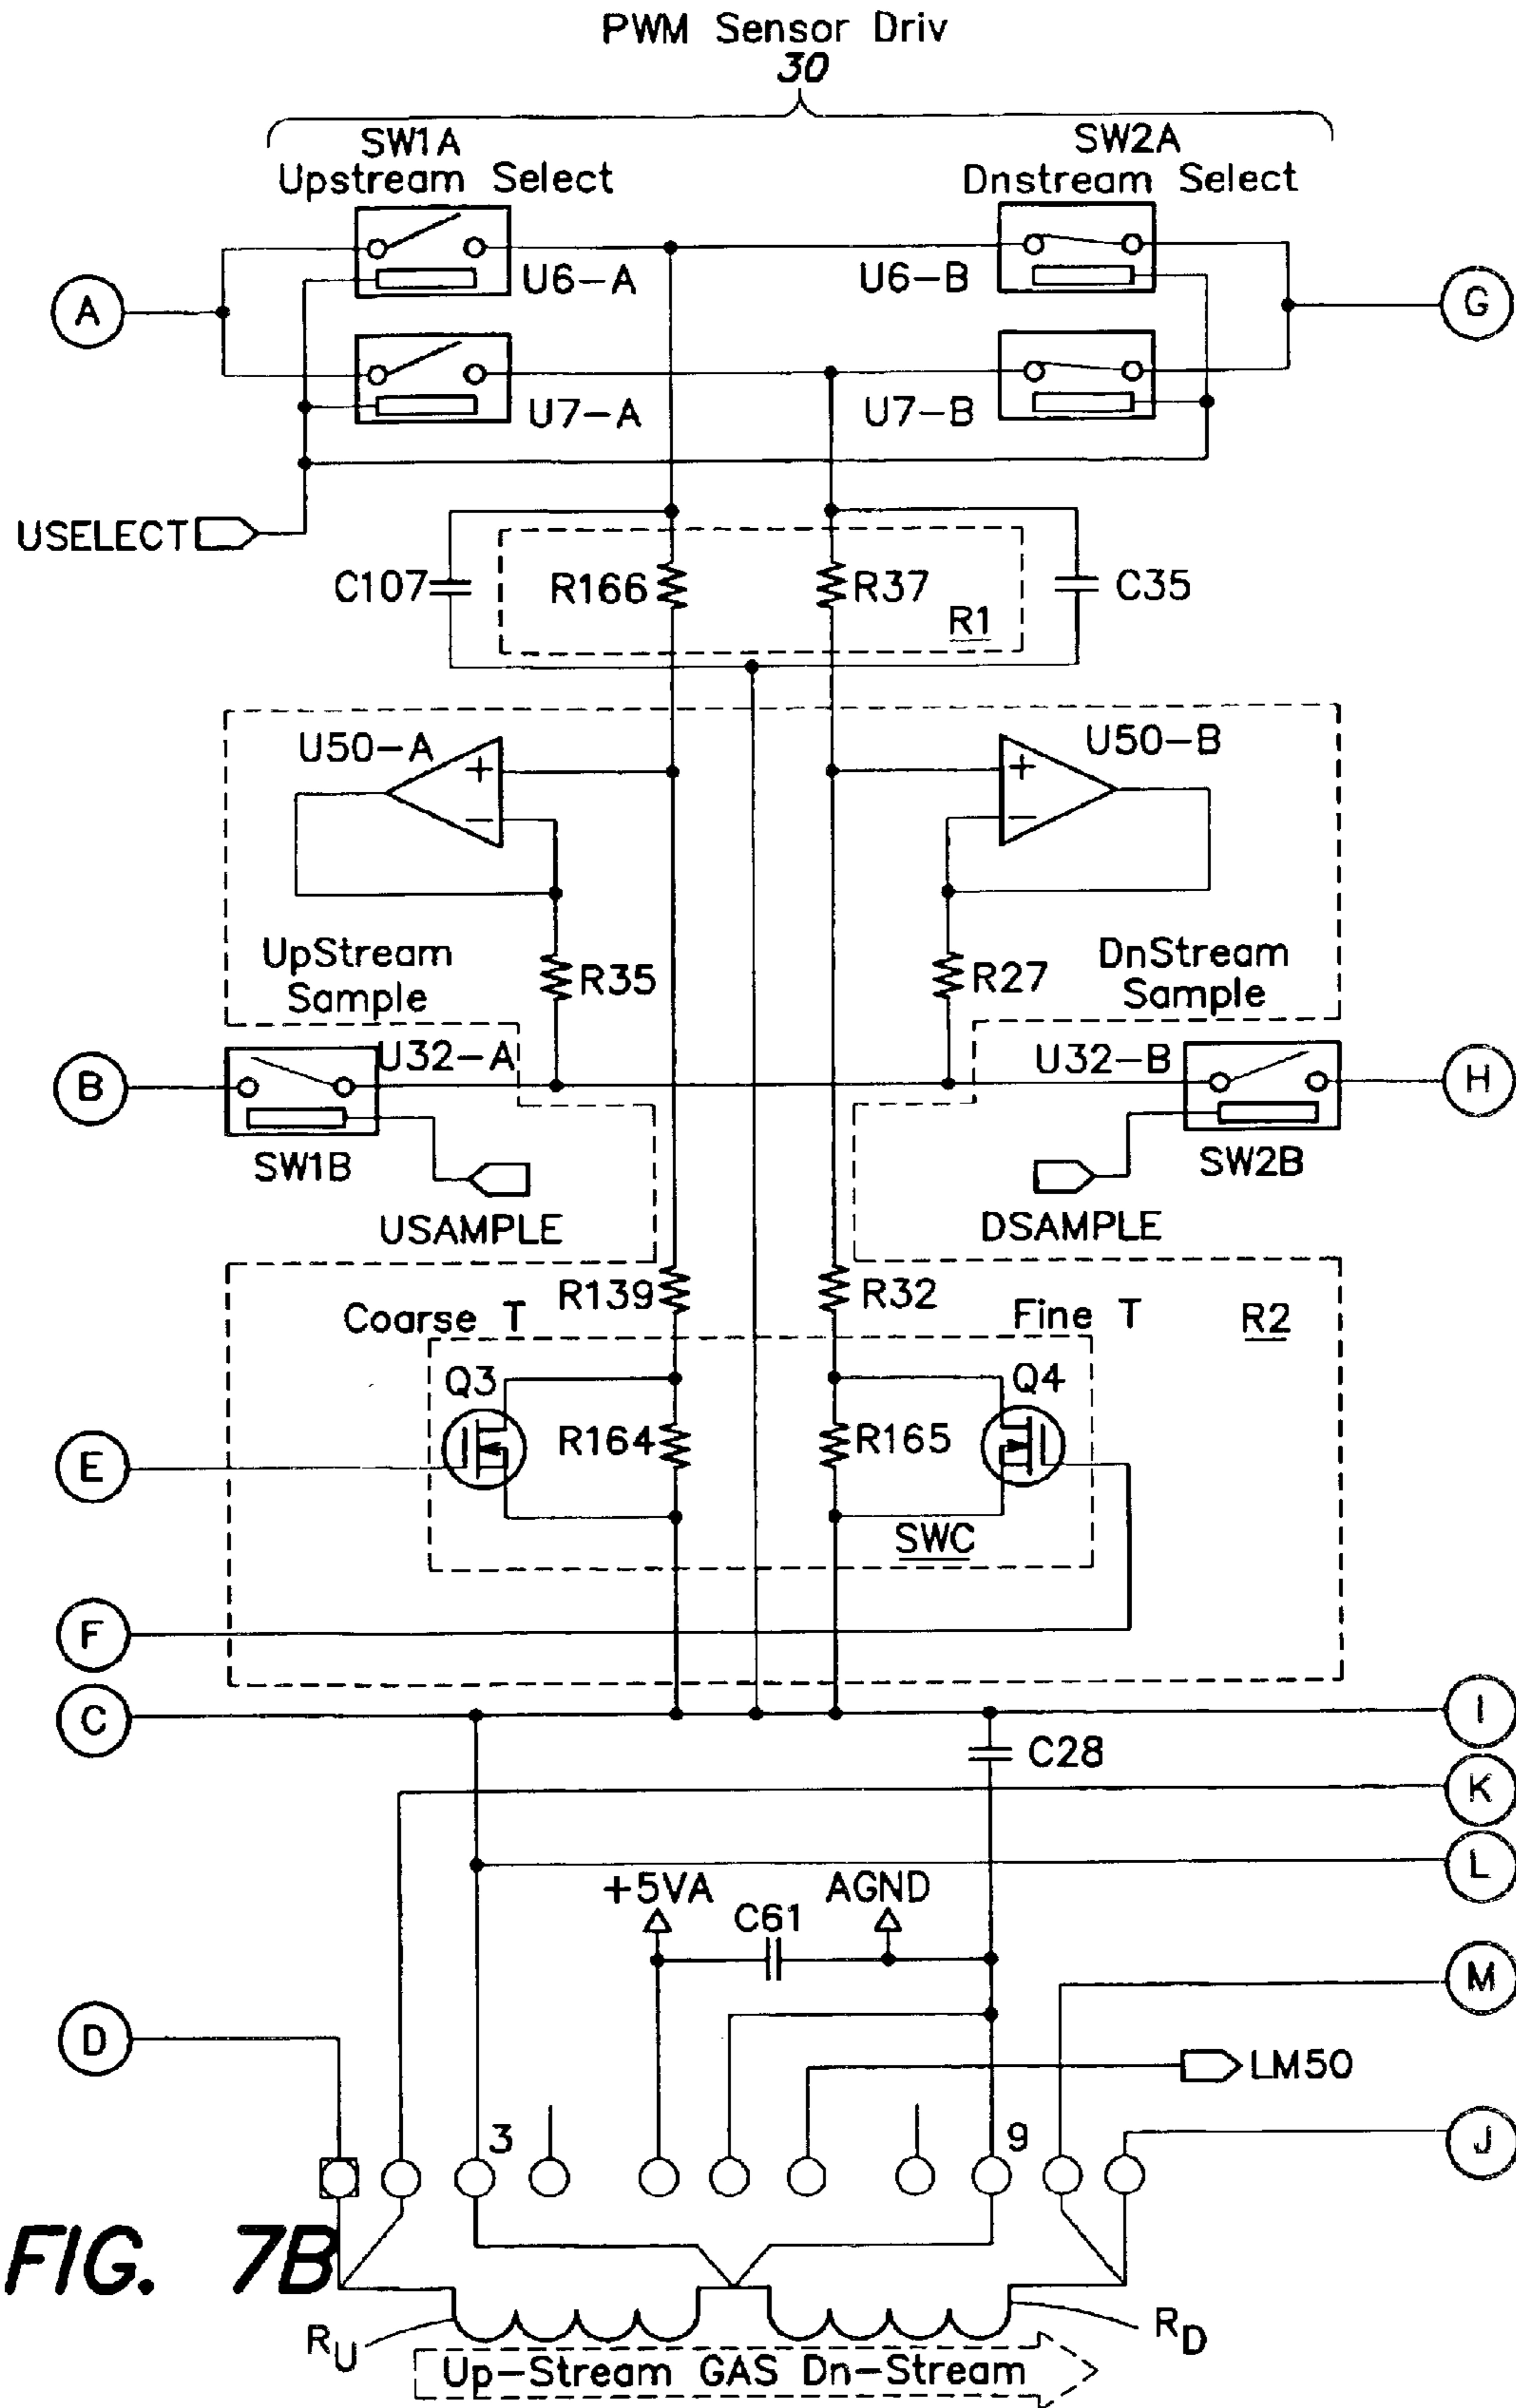 PWM Sensor Driv
30
SW1A
Upstream Select
SW2A
Dnstream Select
U6-A
U6-B
A
G
U7-A
U7-B
USELECT
C107
R166
R37
C35
R1
U50-A
+
−
U50-B
+
−
UpStream
Sample
R35
R27
DnStream
Sample
B
U32-A
U32-B
H
SW1B
SW2B
USAMPLE
DSAMPLE
R139
R32
Coarse T
Fine T
R2
Q3
Q4
E
R164
R165
SWC
F
C
I
C28
K
L
+5VA
AGND
C61
M
D
LM50
3
9
J
FIG. 7B
RU
RD
Up-Stream GAS Dn-Stream